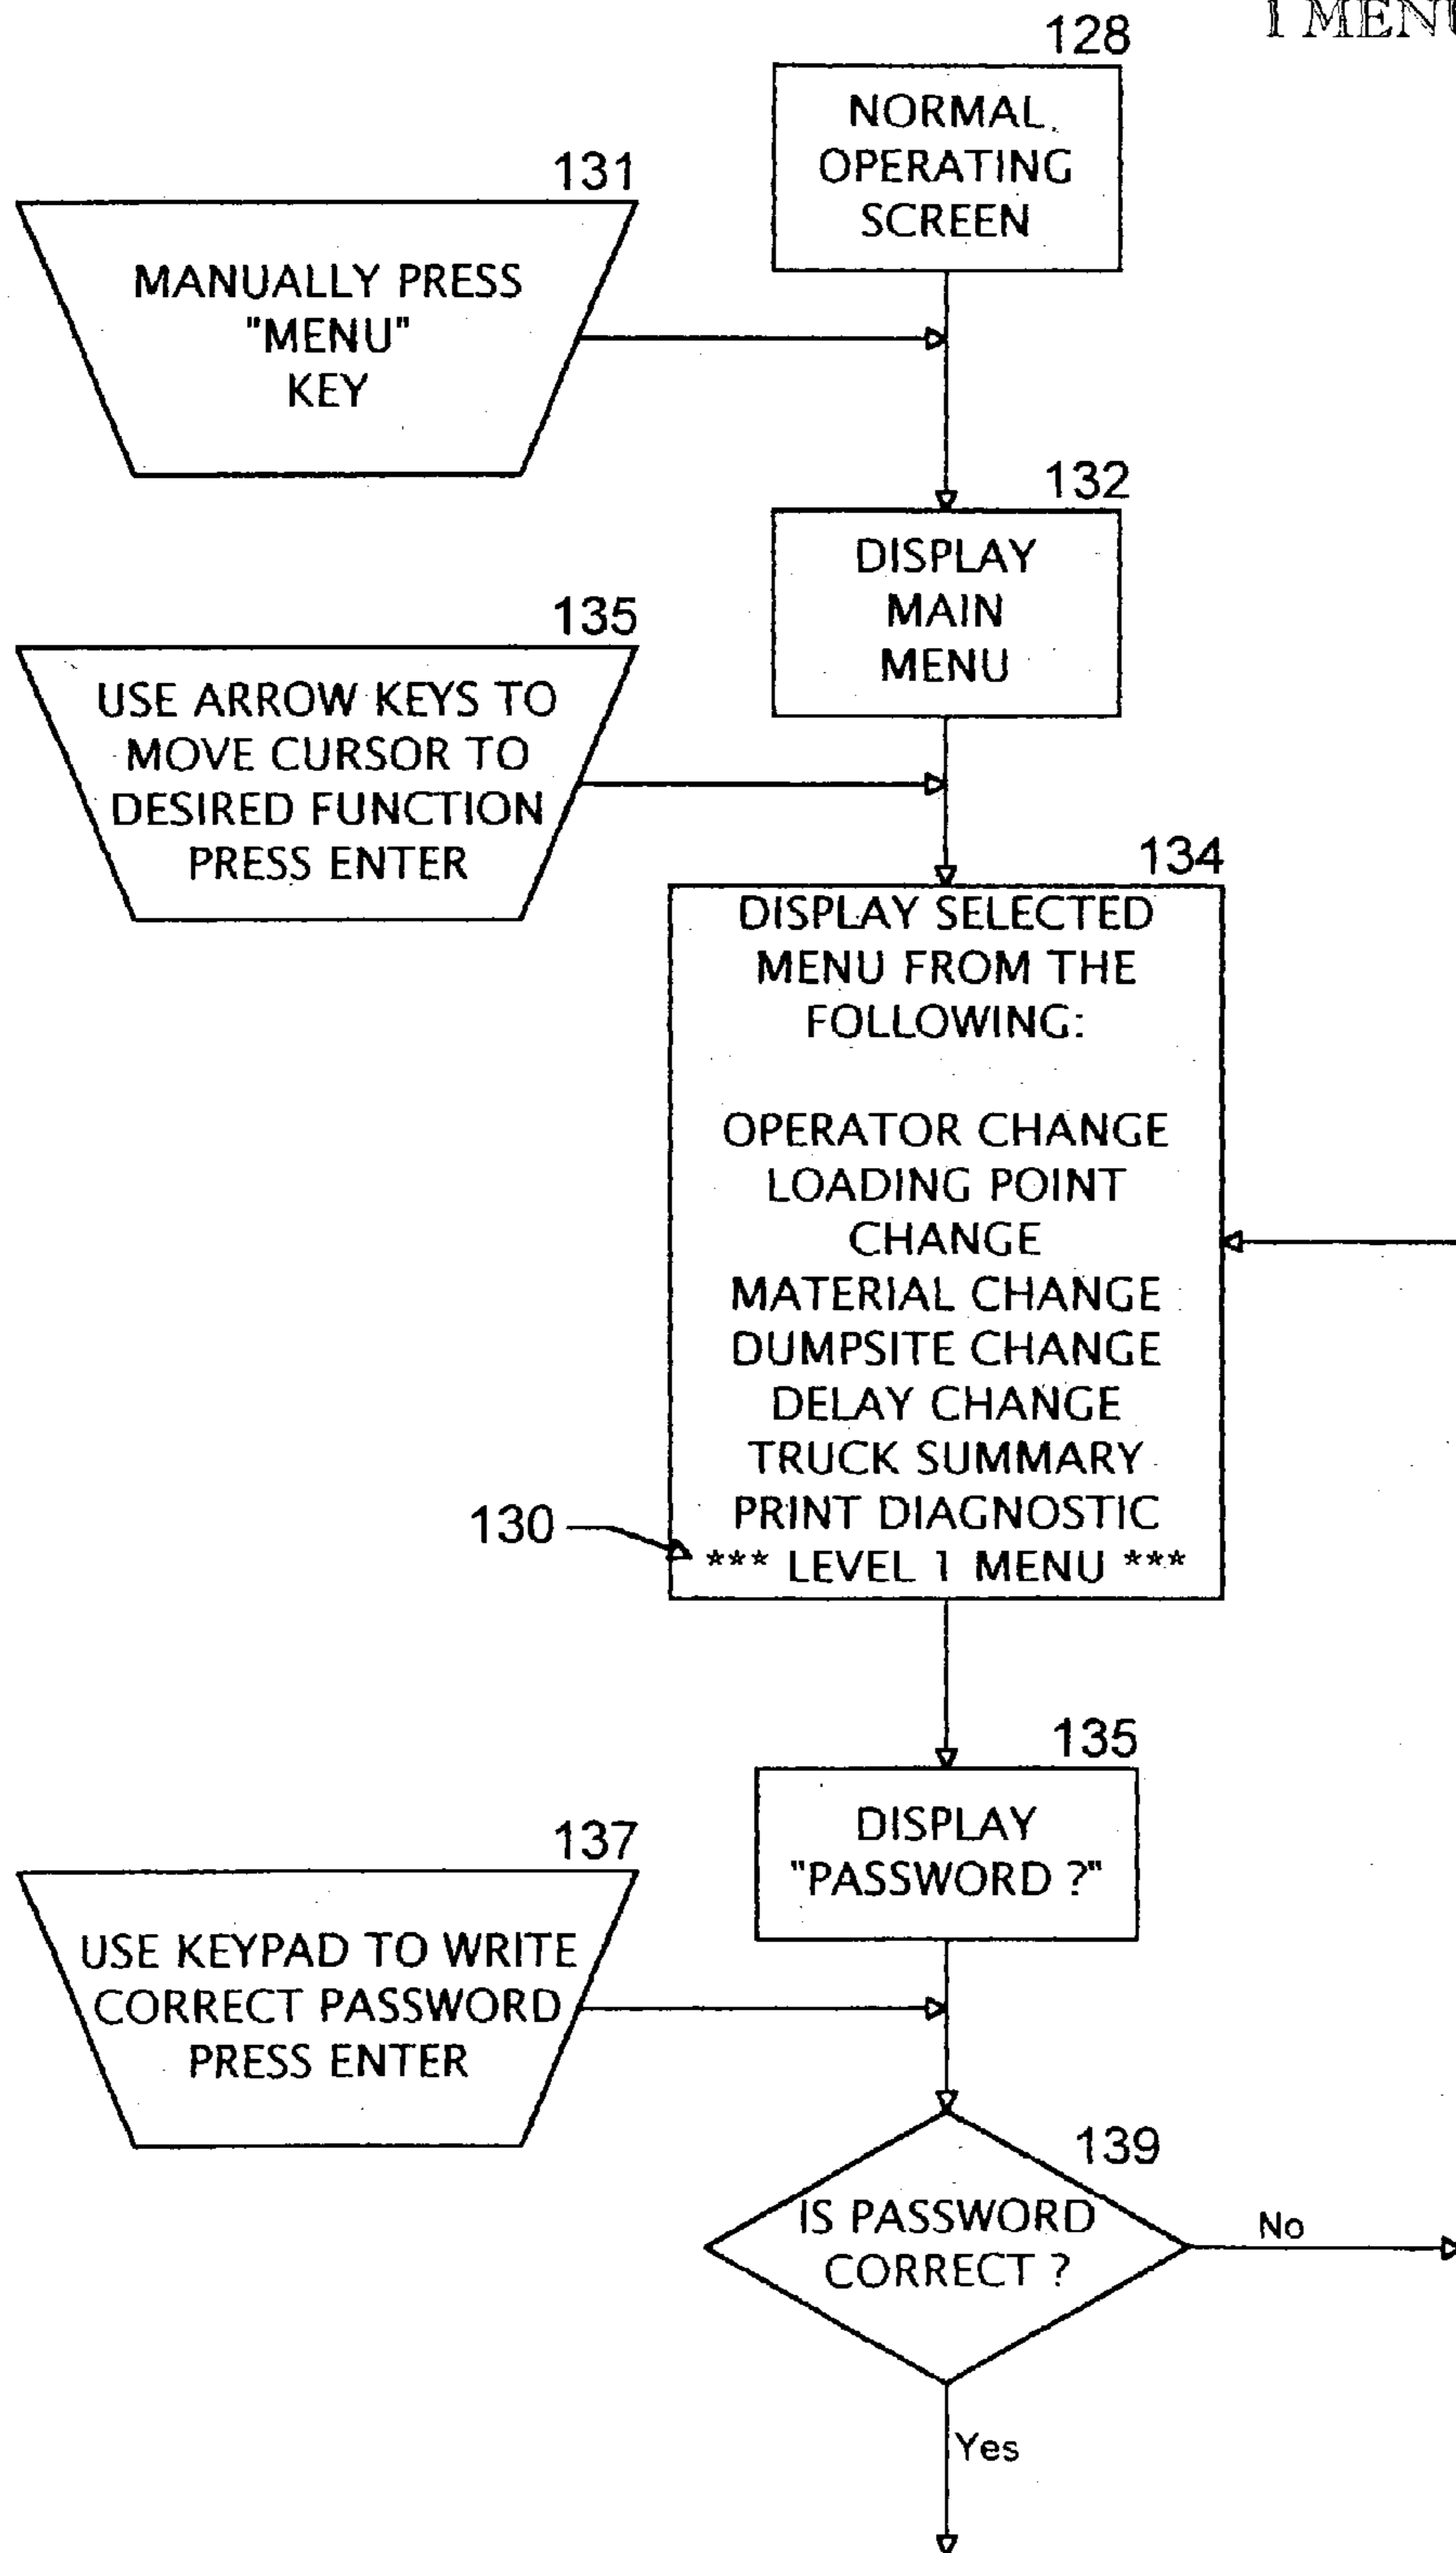 1 MENU
128
NORMAL
OPERATING
SCREEN
131
MANUALLY PRESS
"MENU"
KEY
132
DISPLAY
MAIN
MENU
135
USE ARROW KEYS TO
MOVE CURSOR TO
DESIRED FUNCTION
PRESS ENTER
134
DISPLAY SELECTED
MENU FROM THE
FOLLOWING:
OPERATOR CHANGE
LOADING POINT
CHANGE
MATERIAL CHANGE
DUMPSITE CHANGE
DELAY CHANGE
TRUCK SUMMARY
PRINT DIAGNOSTIC
130
*** LEVEL 1 MENU ***
135
DISPLAY
"PASSWORD ?"
137
USE KEYPAD TO WRITE
CORRECT PASSWORD
PRESS ENTER
139
IS PASSWORD
CORRECT ?
No
Yes